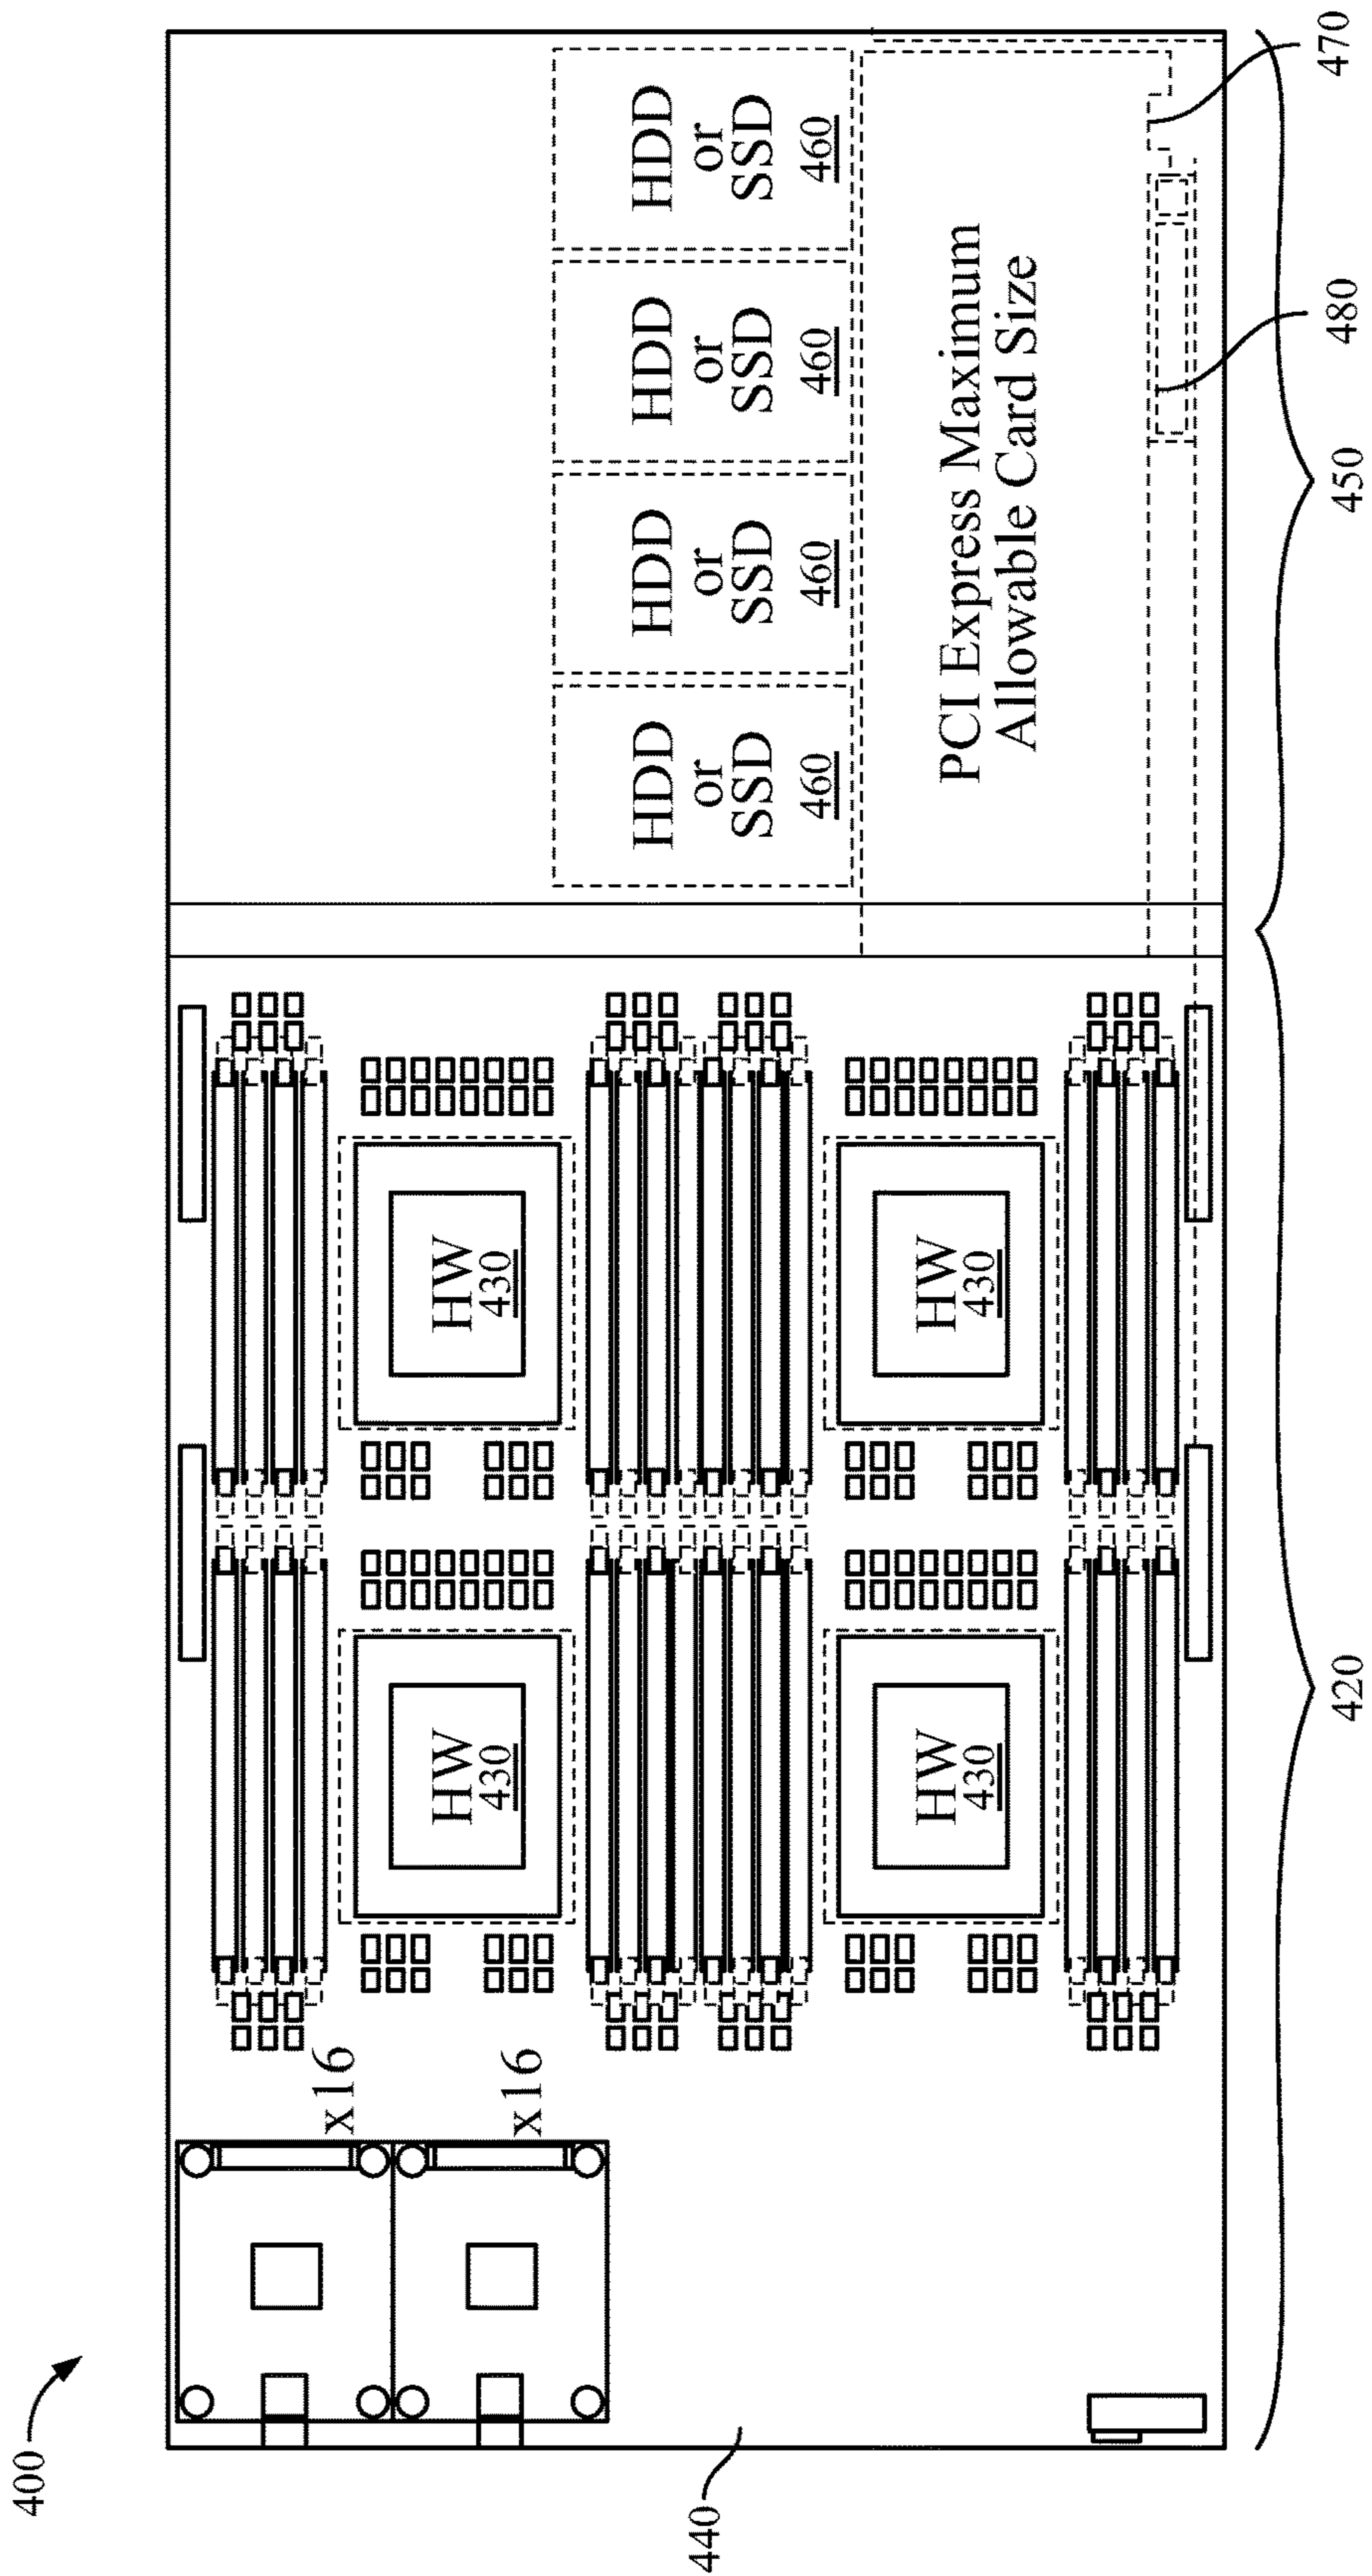 400
x16
HW
430
HW
430
x16
HDD
or
SSD
460
HDD
or
SSD
460
HDD
or
SSD
460
HDD
or
SSD
460
440
HW
430
HW
430
PCI Express Maximum
Allowable Card Size
420
450
480
470